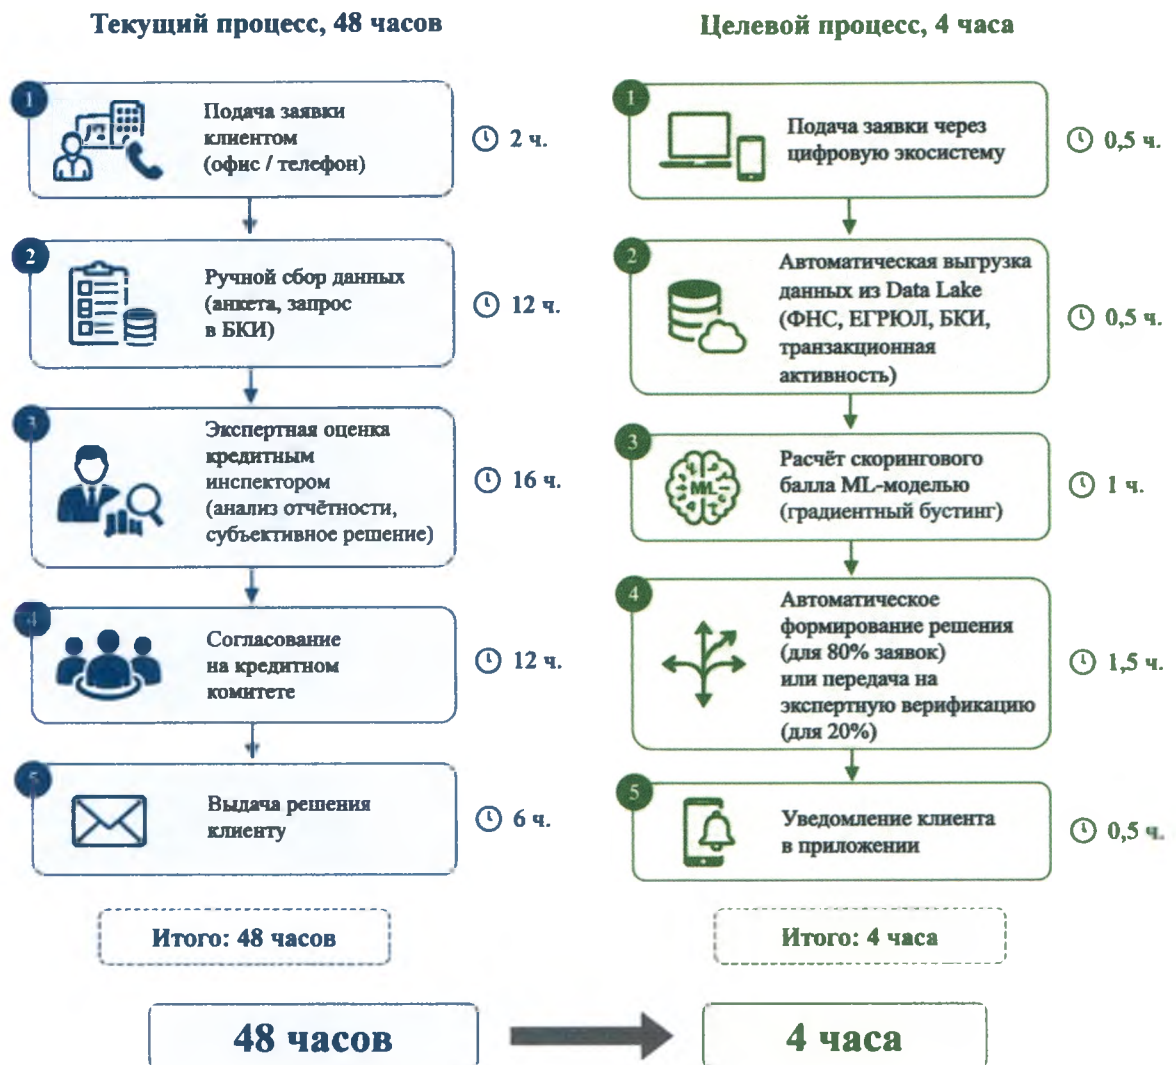 Текущий процесс, 48 часов
1
Подача заявки
клиентом
(офис / телефон)
2 ч.
2
Ручной сбор данных
(анкета, запрос
в БКИ)
12 ч.
3
Экспертная оценка
кредитным
инспектором
(анализ отчётности,
субъективное решение)
16 ч.
4
Согласование
на кредитном
комитете
12 ч.
5
Выдача решения
клиенту
6 ч.
Итого: 48 часов
Целевой процесс, 4 часа
1
Подача заявки через
цифровую экосистему
0,5 ч.
2
Автоматическая выгрузка
данных из Data Lake
(ФНС, ЕГРЮЛ, БКИ,
транзакционная
активность)
0,5 ч.
3
ML
Расчёт скорингового
балла ML-моделью
(градиентный бустинг)
1 ч.
4
Автоматическое
формирование решения
(для 80% заявок)
или передача на
экспертную верификацию
(для 20%)
1,5 ч.
5
Уведомление клиента
в приложении
0,5 ч.
Итого: 4 часа
48 часов
4 часа